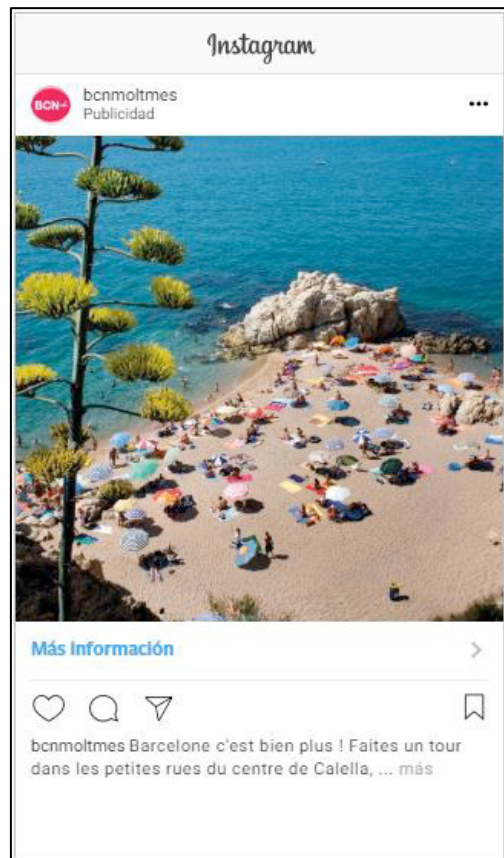 Instagram
BCN
bcnmoltmes
Publicidad
Más información
bcnmoltmes Barcelone c'est bien plus ! Faites un tour
dans les petites rues du centre de Calella, ... más